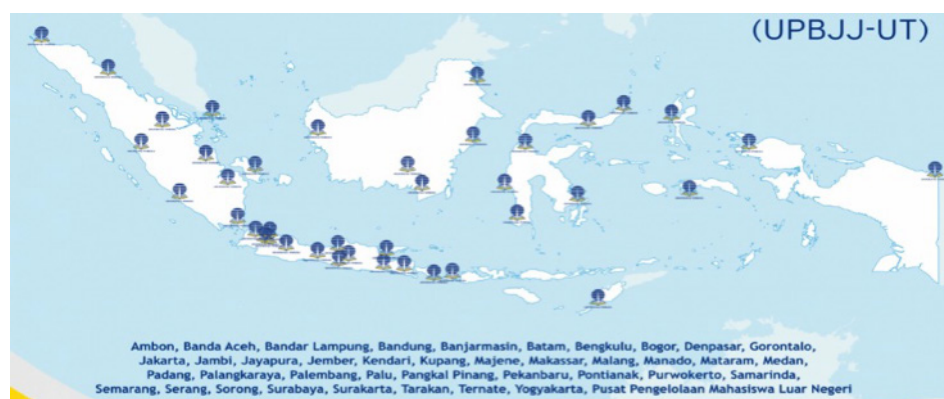 (UPBJJ-UT)
Ambon, Banda Aceh, Bandar Lampung, Bandung, Banjarmasin, Batam, Bengkulu, Bogor, Denpasar, Gorontalo,
Jakarta, Jambi, Jayapura, Jember, Kendari, Kupang, Majene, Makassar, Malang, Manado, Mataram, Medan,
Padang, Palangkaraya, Palembang, Palu, Pangkal Pinang, Pekanbaru, Pontianak, Purwokerto, Samarinda,
Semarang, Serang, Sorong, Surabaya, Surakarta, Tarakan, Ternate, Yogyakarta, Pusat Pengelolaan Mahasiswa Luar Negeri